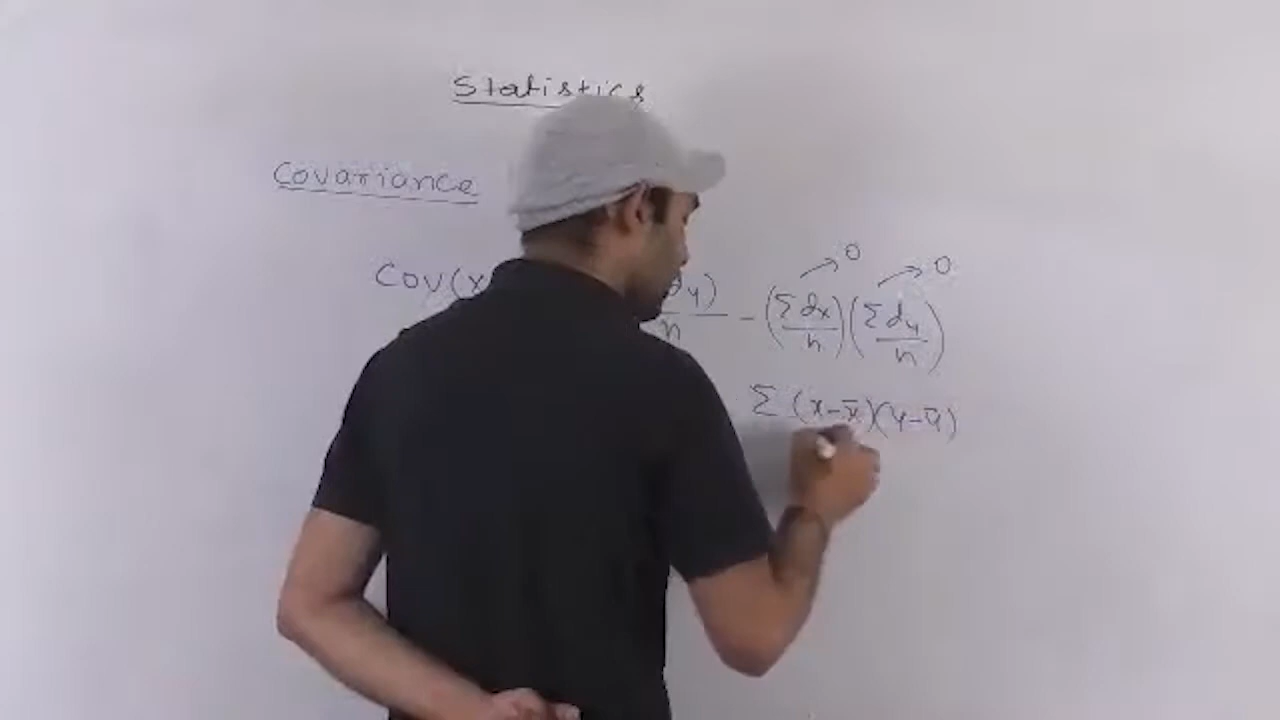 Statistics
Covariance
Cov(x dy)/n - (Σdx/n)(Σdy/n)
→ 0 → 0
Σ (x-x̄)(y-ȳ)